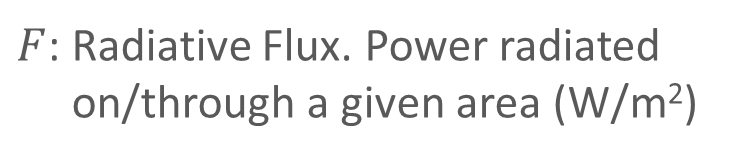 F: Radiative Flux. Power radiated
on/through a given area (W/m²)